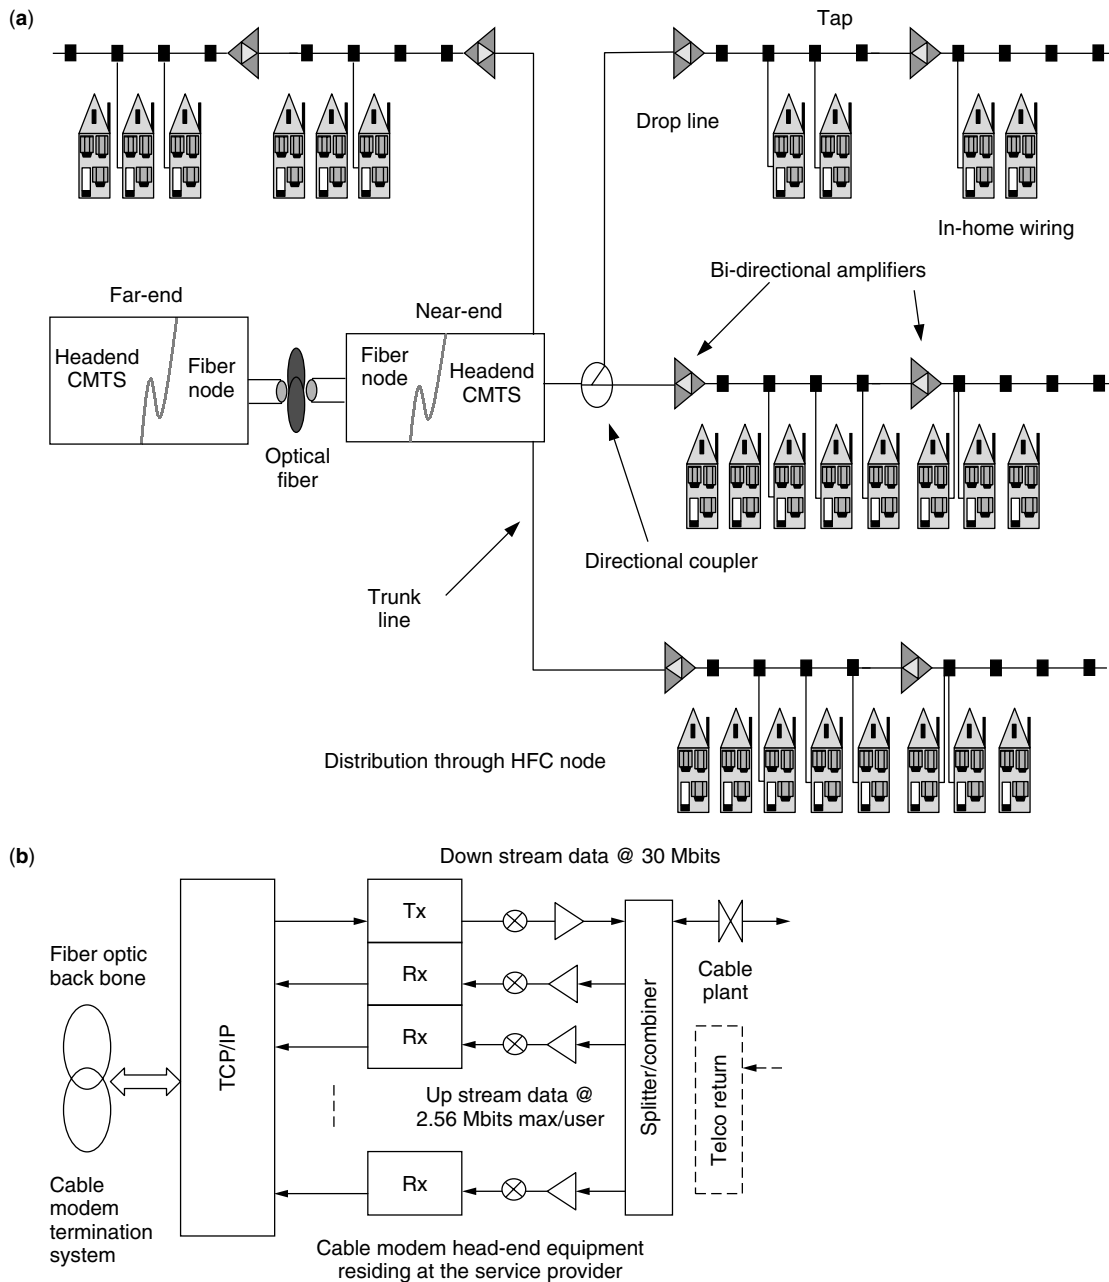 (a)
Tap
Drop line
In-home wiring
Bi-directional amplifiers
Far-end
Near-end
Headend
CMTS
Fiber
node
Fiber
node
Headend
CMTS
Optical
fiber
Directional coupler
Trunk
line
Distribution through HFC node
(b)
Down stream data @ 30 Mbits
Fiber optic
back bone
TCP/IP
Tx
Rx
Rx
Up stream data @
2.56 Mbits max/user
Rx
Splitter/combiner
Cable
plant
Telco return
Cable
modem
termination
system
Cable modem head-end equipment
residing at the service provider